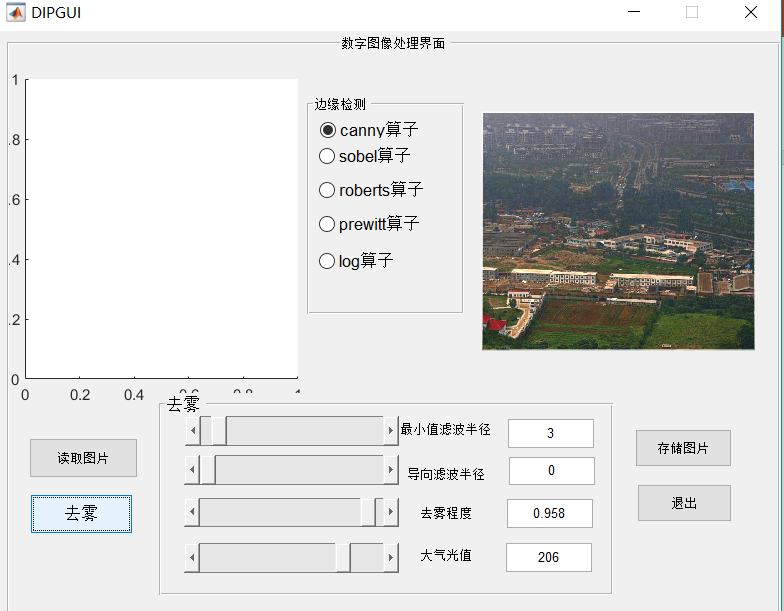 DIPGUI
数字图像处理界面
1
.8
.6
.4
.2
0
0 0.2 0.4 0.6 0.8 1
边缘检测
canny算子
sobel算子
roberts算子
prewitt算子
log算子
去雾
最小值滤波半径 3
导向滤波半径 0
去雾程度 0.958
大气光值 206
读取图片
去雾
存储图片
退出